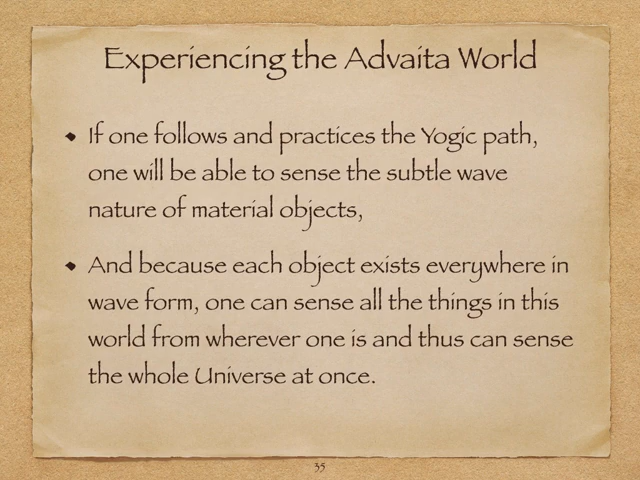 Experiencing the Advaita World
If one follows and practices the Yogic path,
one will be able to sense the subtle wave
nature of material objects,
And because each object exists everywhere in
wave form, one can sense all the things in this
world from wherever one is and thus can sense
the whole Universe at once.
35